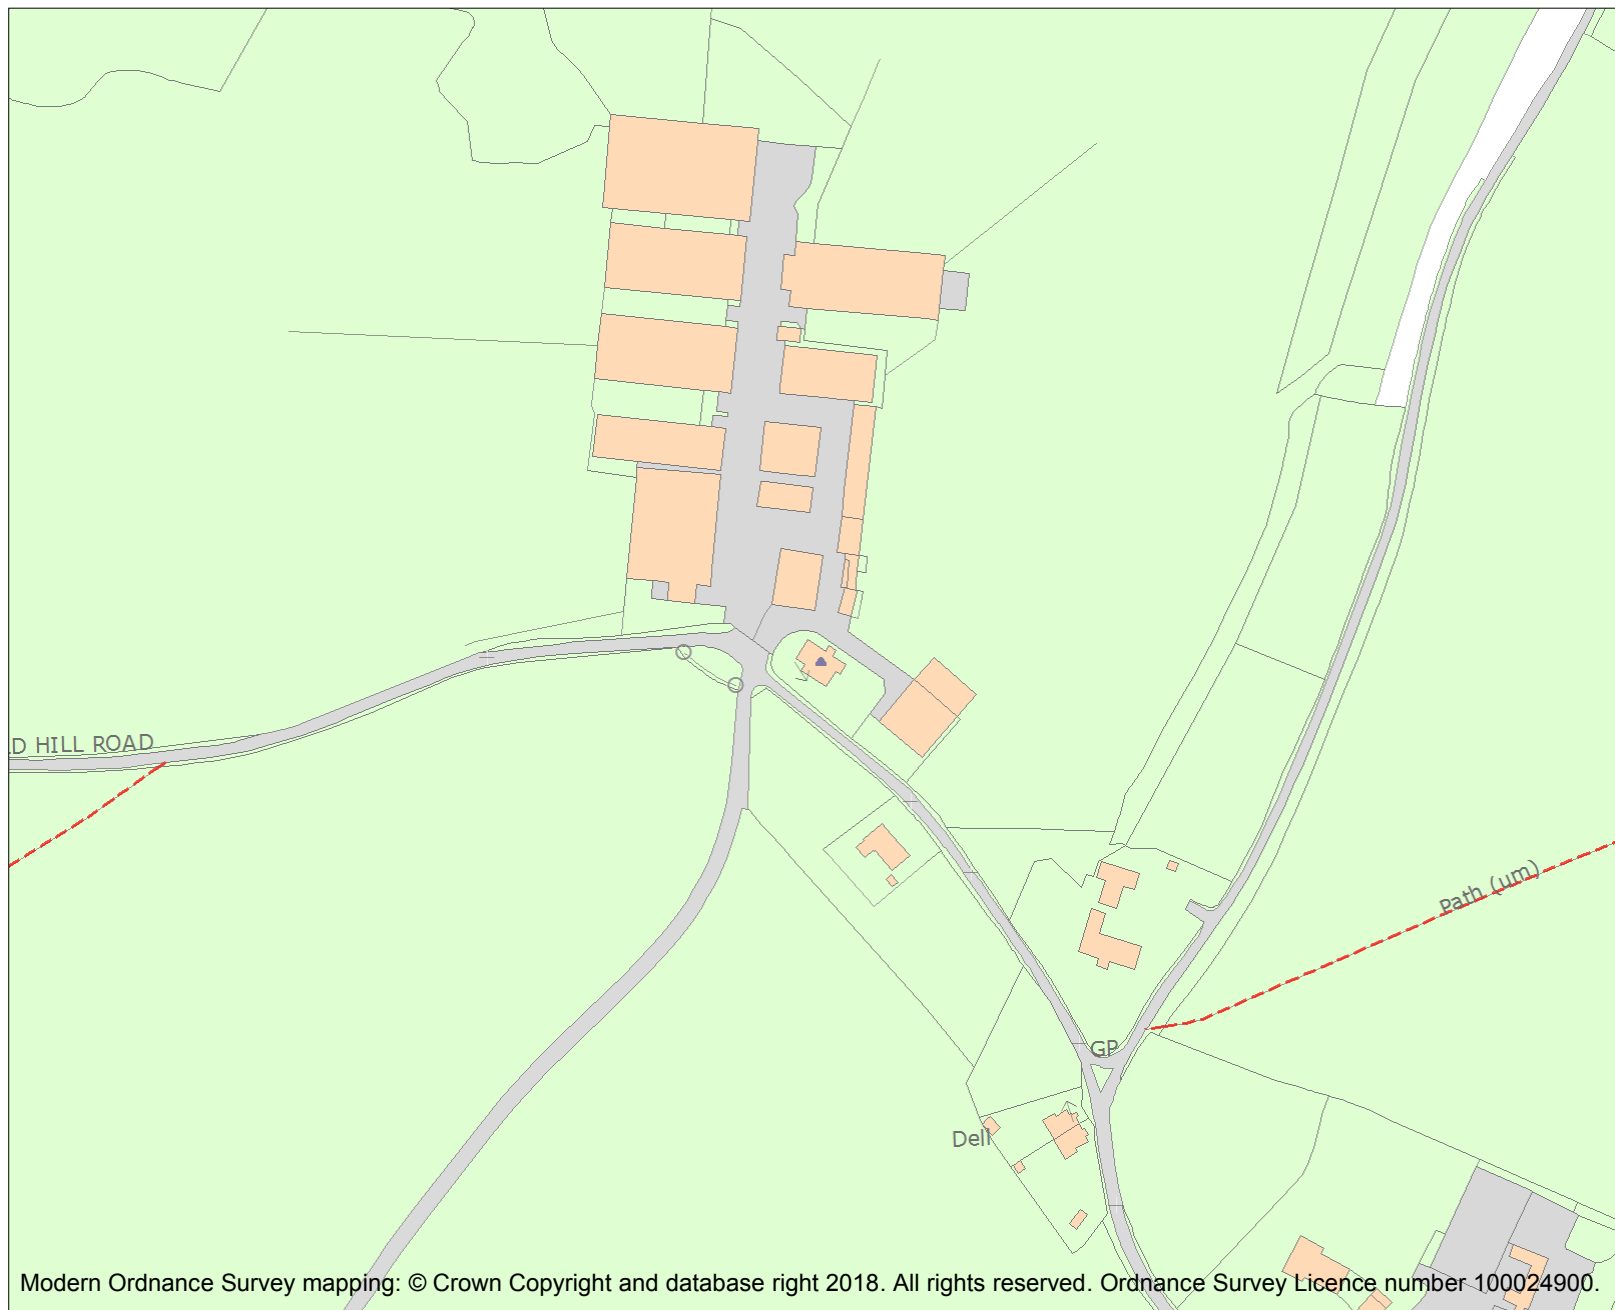 LD HILL ROAD
Path (um)
GP
Dell
Modern Ordnance Survey mapping: © Crown Copyright and database right 2018. All rights reserved. Ordnance Survey Licence number 100024900.